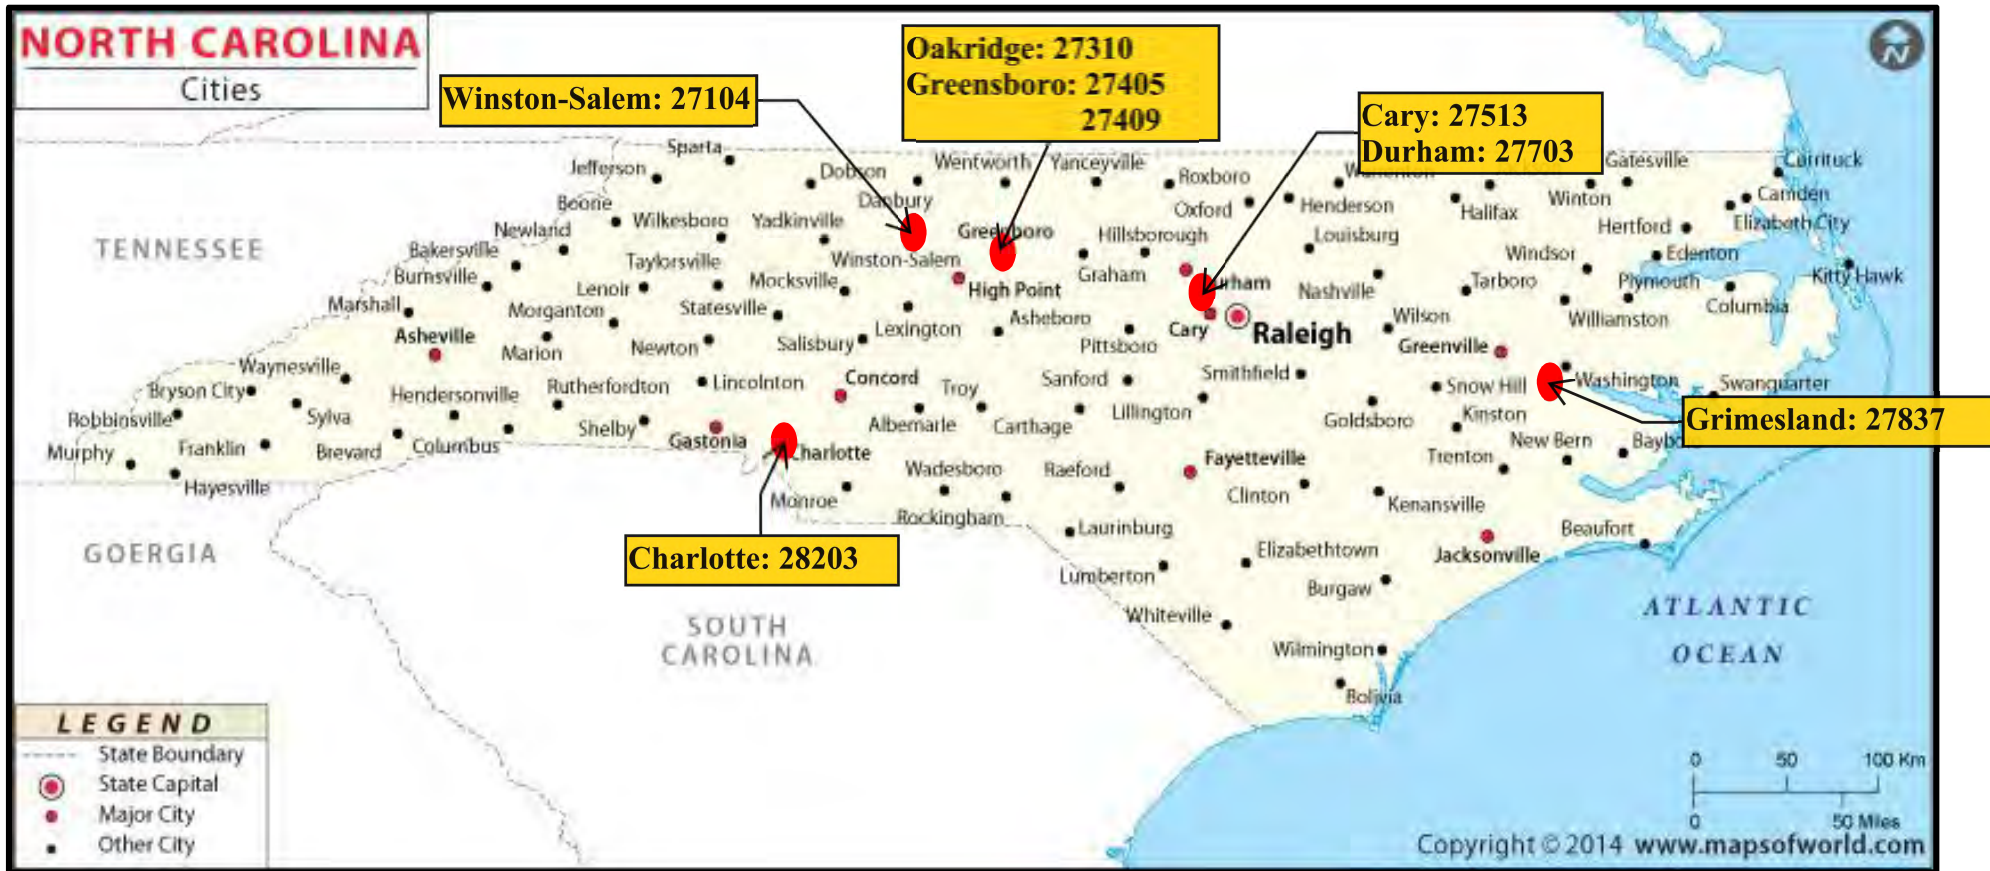 NORTH CAROLINA
Cities
Winston-Salem: 27104
Oakridge: 27310
Greensboro: 27405
27409
Cary: 27513
Durham: 27703
Grimesland: 27837
Charlotte: 28203
TENNESSEE
GOERGIA
SOUTH
CAROLINA
ATLANTIC
OCEAN
Sparta
Jefferson
Dobson
Wentworth
Yanceyville
Roxboro
Gatesville
Currituck
Boone
Danbury
Oxford
Henderson
Halifax
Winton
Camden
Newland
Wilkesboro
Yadkinville
Greensboro
Hillsborough
Louisburg
Hertford
Elizabeth City
Bakersville
Taylorsville
Winston-Salem
Windsor
Edenton
Burnsville
Lenoir
Mocksville
High Point
Graham
Nashville
Tarboro
Plymouth
Kitty Hawk
Marshall
Morganton
Statesville
Lexington
Asheboro
Wilson
Williamston
Columbia
Asheville
Marion
Newton
Salisbury
Pittsboro
Cary
Raleigh
Greenville
Waynesville
Bryson City
Hendersonville
Rutherfordton
Lincolnton
Concord
Troy
Sanford
Smithfield
Snow Hill
Washington
Swanquarter
Robbinsville
Sylva
Shelby
Albemarle
Carthage
Lillington
Goldsboro
Kinston
Murphy
Franklin
Brevard
Columbus
Gastonia
Charlotte
New Bern
Hayesville
Monroe
Wadesboro
Raeford
Fayetteville
Trenton
Clinton
Kenansville
Rockingham
Laurinburg
Beaufort
Lumberton
Elizabethtown
Jacksonville
Burgaw
Whiteville
Wilmington
Bolivia
LEGEND
State Boundary
State Capital
Major City
Other City
0 50 100 Km
0 50 Miles
Copyright © 2014 www.mapsofworld.com
N